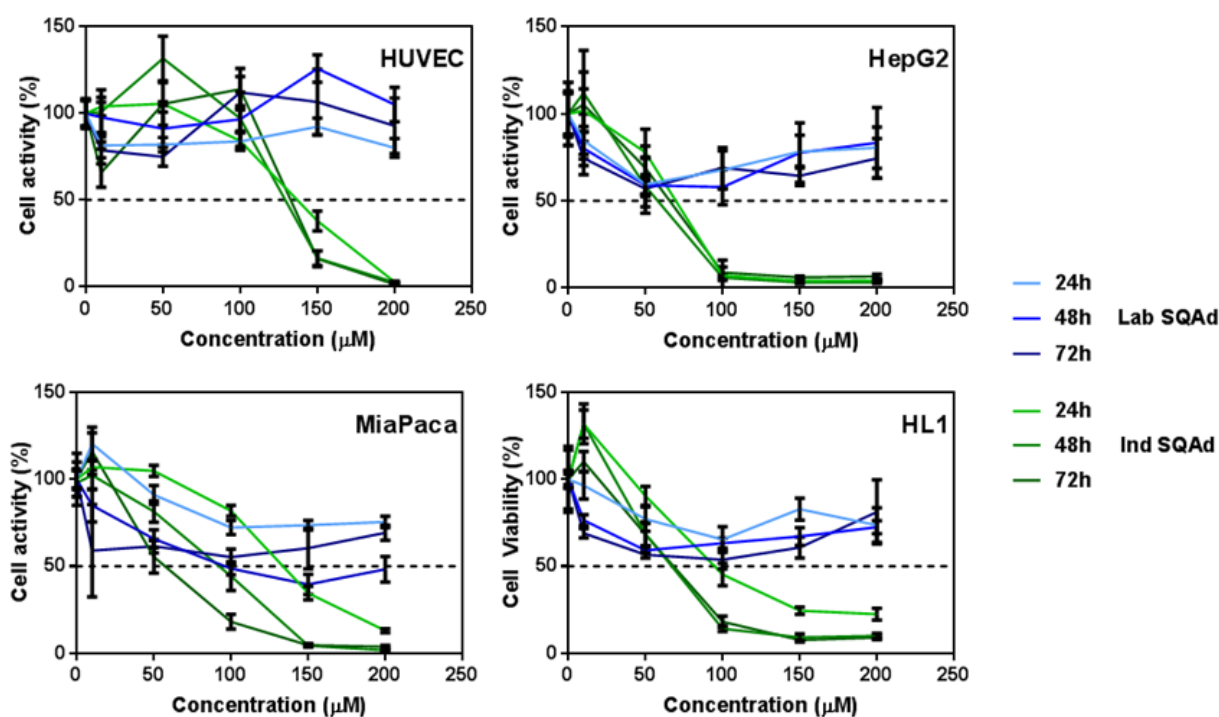 HUVEC
Cell activity (%)
150
100
50
0
0 50 100 150 200 250
Concentration (μM)
HepG2
Cell activity (%)
150
100
50
0
0 50 100 150 200 250
Concentration (μM)
MiaPaca
Cell activity (%)
150
100
50
0
0 50 100 150 200 250
Concentration (μM)
HL1
Cell Viability (%)
150
100
50
0
0 50 100 150 200 250
Concentration (μM)
24h
48h Lab SQAd
72h
24h
48h Ind SQAd
72h